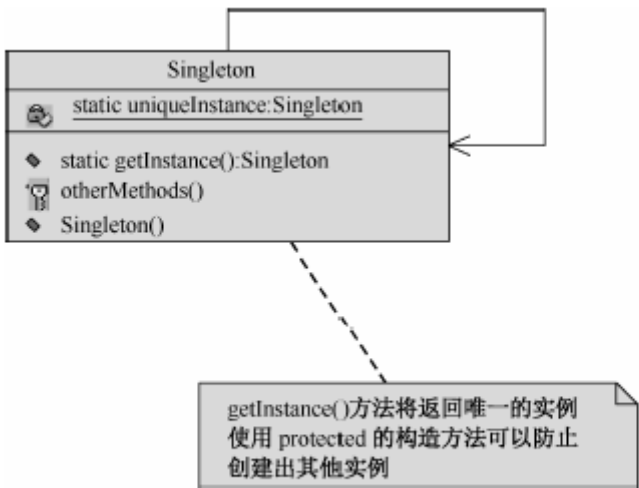 Singleton
static uniqueInstance:Singleton
static getInstance():Singleton
otherMethods()
Singleton()
getInstance()方法将返回唯一的实例
使用 protected 的构造方法可以防止
创建出其他实例